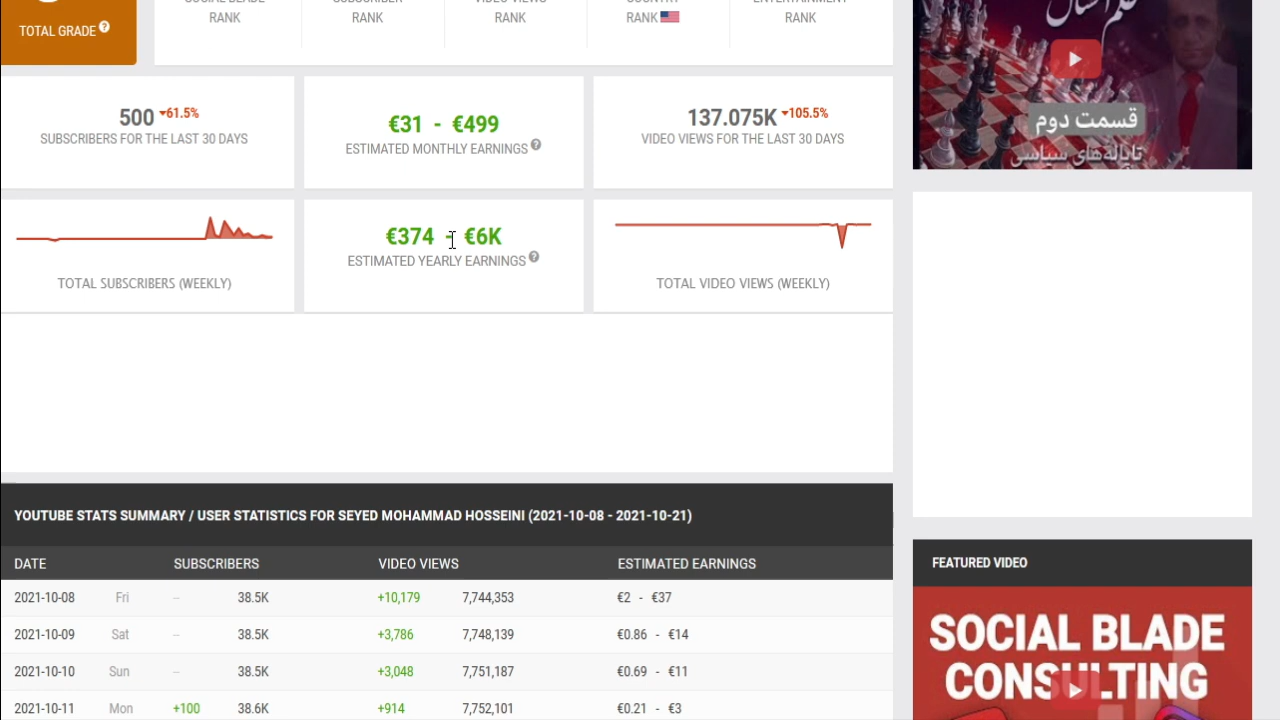 TOTAL GRADE
RANK
RANK
RANK
RANK
RANK
500 61.5%
SUBSCRIBERS FOR THE LAST 30 DAYS
€31 - €499
ESTIMATED MONTHLY EARNINGS
137.075K 105.5%
VIDEO VIEWS FOR THE LAST 30 DAYS
TOTAL SUBSCRIBERS (WEEKLY)
€374 - €6K
ESTIMATED YEARLY EARNINGS
TOTAL VIDEO VIEWS (WEEKLY)
قسمت دوم
سیاسی
YOUTUBE STATS SUMMARY / USER STATISTICS FOR SEYED MOHAMMAD HOSSEINI (2021-10-08 - 2021-10-21)
DATE SUBSCRIBERS VIDEO VIEWS ESTIMATED EARNINGS
2021-10-08 Fri -- 38.5K +10,179 7,744,353 €2 - €37
2021-10-09 Sat -- 38.5K +3,786 7,748,139 €0.86 - €14
2021-10-10 Sun -- 38.5K +3,048 7,751,187 €0.69 - €11
2021-10-11 Mon +100 38.6K +914 7,752,101 €0.21 - €3
FEATURED VIDEO
SOCIAL BLADE
CONSULTING